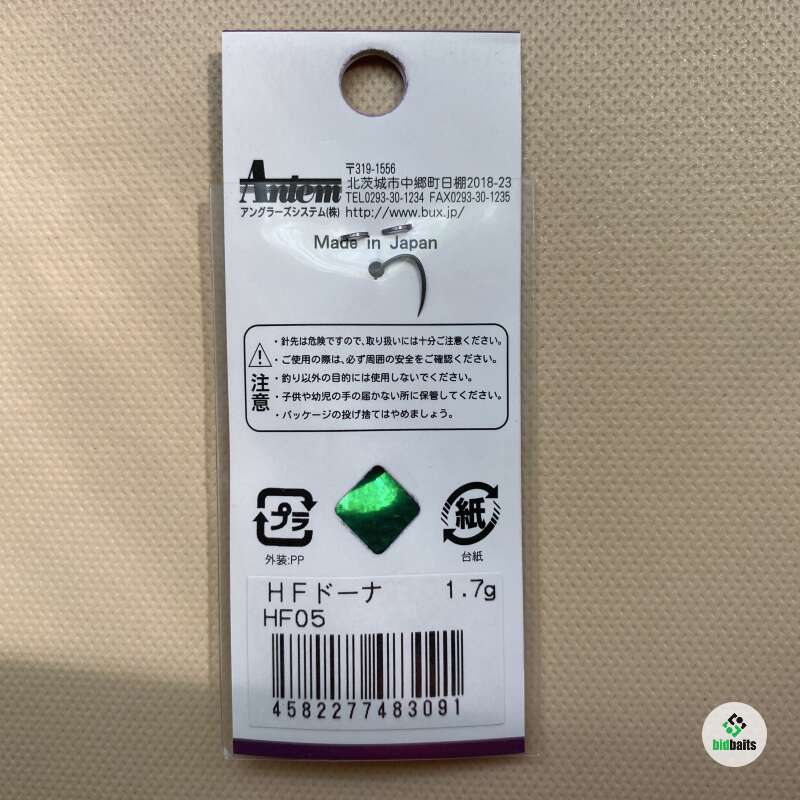 Antem
〒319-1556
北茨城市中郷町日棚2018-23
TEL0293-30-1234 FAX0293-30-1235
アングラーズシステム(株) http://www.bux.jp/
Made in Japan
注意
・針先は危険ですので、取り扱いには十分ご注意ください。
・ご使用の際は、必ず周囲の安全をご確認ください。
・釣り以外の目的には使用しないでください。
・子供や幼児の手の届かない所に保管してください。
・パッケージの投げ捨てはやめましょう。
プラ
紙
外装:PP
台紙
HFドーナ 1.7g
HF05
4582277483091
bidbaits